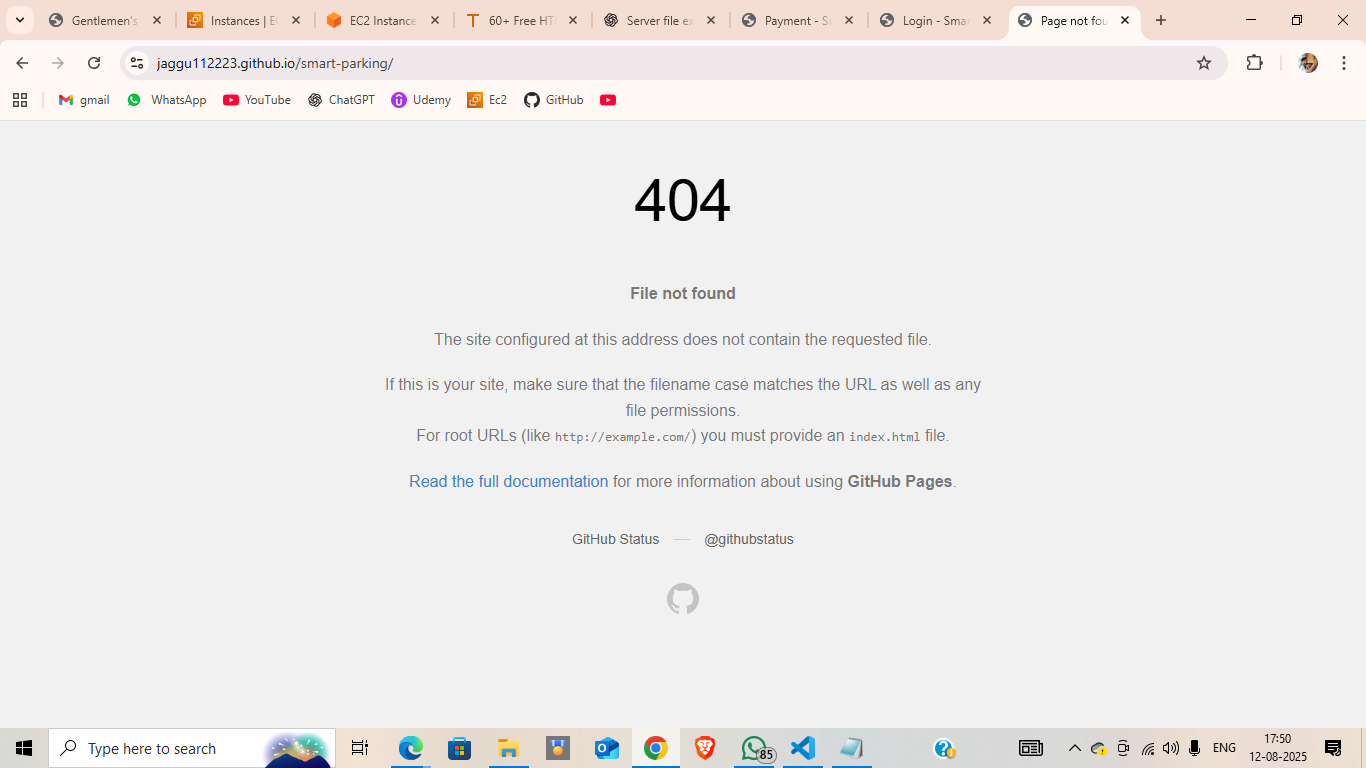 Gentlemen's
Instances | EC
EC2 Instance
60+ Free HT
Server file ex
Payment - Sm
Login - Smar
Page not fou
jaggu112223.github.io/smart-parking/
gmail
WhatsApp
YouTube
ChatGPT
Udemy
Ec2
GitHub
404
File not found
The site configured at this address does not contain the requested file.
If this is your site, make sure that the filename case matches the URL as well as any
file permissions.
For root URLs (like http://example.com/) you must provide an index.html file.
Read the full documentation for more information about using GitHub Pages.
GitHub Status — @githubstatus
Type here to search
85
ENG
17:50
12-08-2025